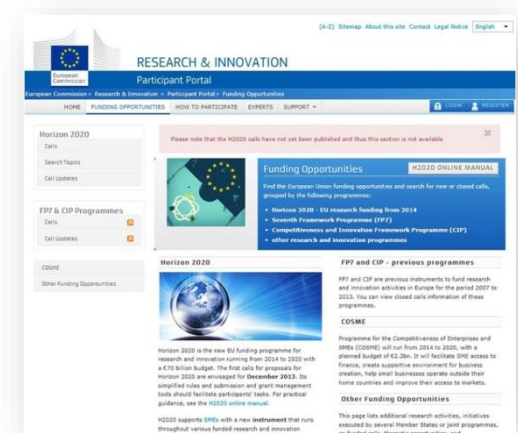 (A-Z) Sitemap About this site Contact Legal Notice English
European
Commission
RESEARCH & INNOVATION
Participant Portal
European Commission > Research & Innovation > Participant Portal > Funding Opportunities
HOME FUNDING OPPORTUNITIES HOW TO PARTICIPATE EXPERTS SUPPORT
LOGIN REGISTER
Horizon 2020
Calls
Search Topics
Call Updates
FP7 & CIP Programmes
Calls
Call Updates
COSME
Other Funding Opportunities
Please note that the H2020 calls have not yet been published and thus this section is not available
Funding Opportunities
H2020 ONLINE MANUAL
Find the European Union funding opportunities and search for new or closed calls,
grouped by the following programmes:
• Horizon 2020 - EU research funding from 2014
• Seventh Framework Programme (FP7)
• Competitiveness and Innovation Framework Programme (CIP)
• other research and innovation programmes
Horizon 2020
Horizon 2020 is the new EU funding programme for
research and innovation running from 2014 to 2020 with
a €70 billion budget. The first calls for proposals for
Horizon 2020 are envisaged for December 2013. Its
simplified rules and submission and grant management
tools should facilitate participants' tasks. For practical
guidance, see the H2020 online manual.
H2020 supports SMEs with a new instrument that runs
throughout various funded research and innovation
FP7 and CIP - previous programmes
FP7 and CIP are previous instruments to fund research
and innovation activities in Europe for the period 2007 to
2013. You can view closed calls information of these
programmes.
COSME
Programme for the Competitiveness of Enterprises and
SMEs (COSME) will run from 2014 to 2020, with a
planned budget of €2.3bn. It will facilitate SME access to
finance, create supportive environment for business
creation, help small businesses operate outside their
home countries and improve their access to markets.
Other Funding Opportunities
This page lists additional research activities, initiatives
executed by several Member States or joint programmes,